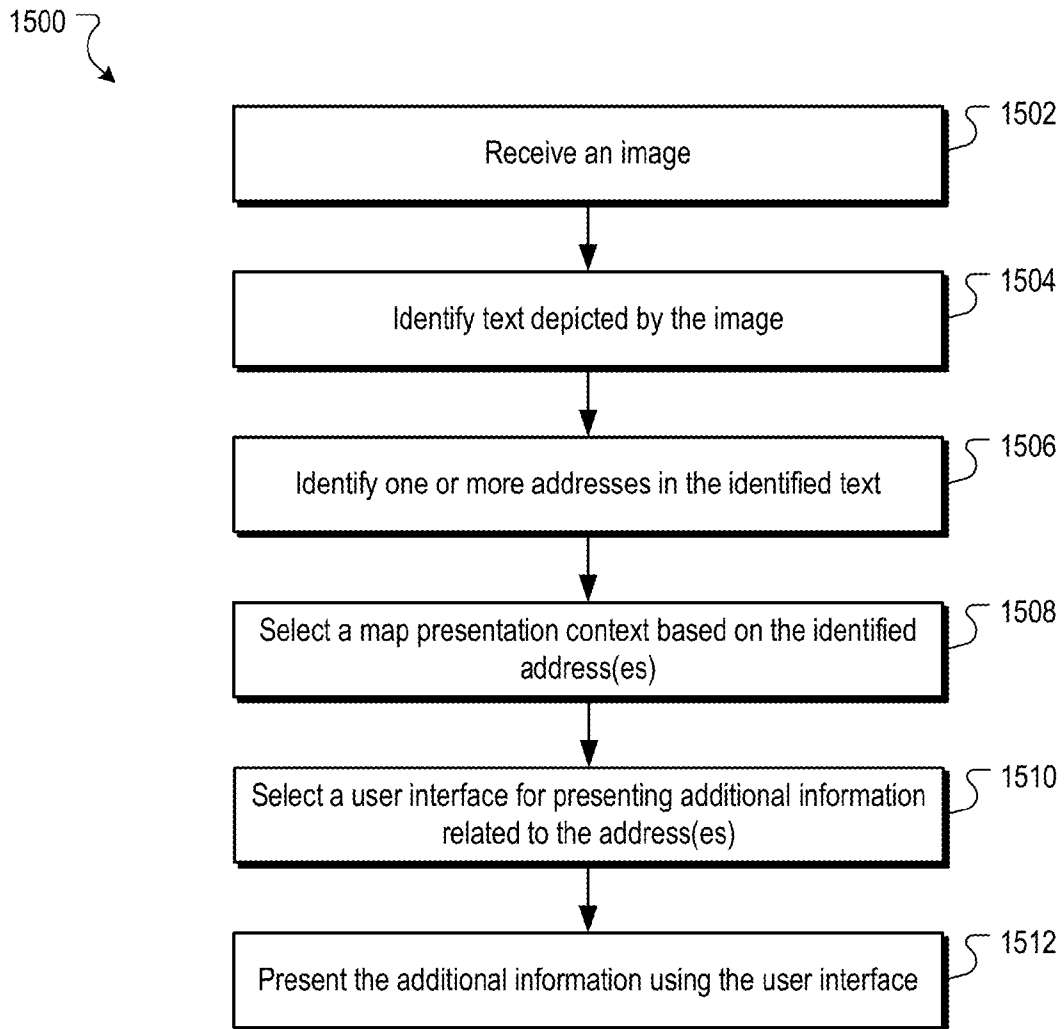 1500
1502
Receive an image
1504
Identify text depicted by the image
1506
Identify one or more addresses in the identified text
1508
Select a map presentation context based on the identified
address(es)
1510
Select a user interface for presenting additional information
related to the address(es)
1512
Present the additional information using the user interface